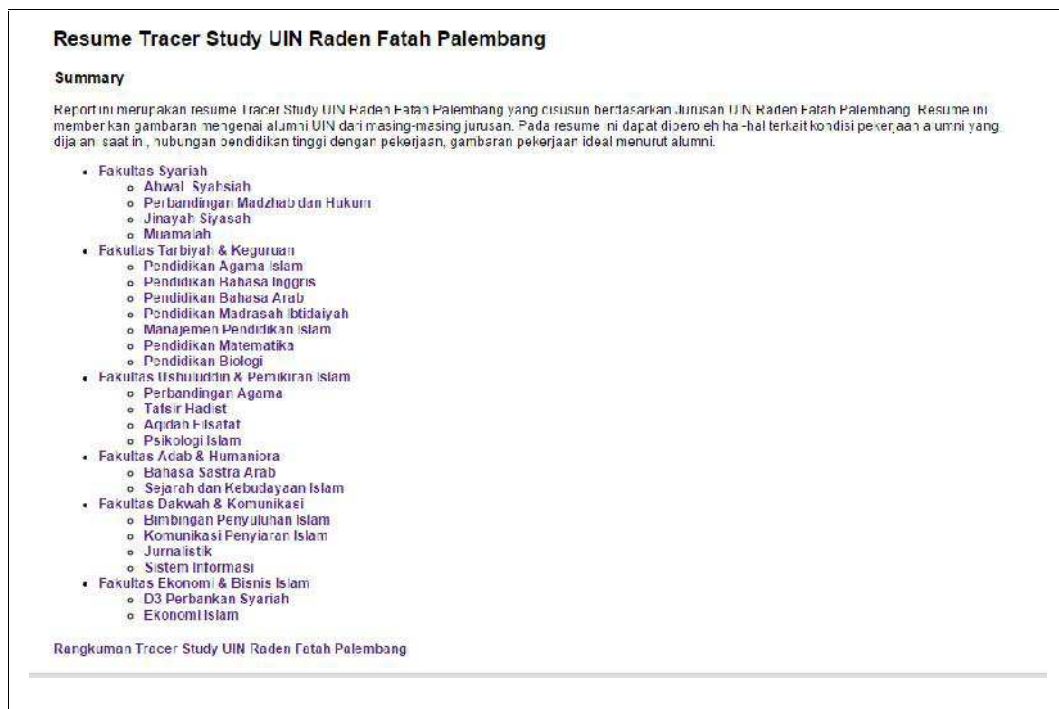 Resume Tracer Study UIN Raden Fatah Palembang
Summary
Report ini merupakan resume Tracer Study UIN Raden Fatah Palembang yang disusun berdasarkan Jurusan UIN Raden Fatah Palembang. Resume ini
memberikan gambaran mengenai alumni UIN dari masing-masing jurusan. Pada resume ini dapat diperoleh hal-hal terkait kondisi pekerjaan alumni yang
dijalani saat ini, hubungan pendidikan tinggi dengan pekerjaan, gambaran pekerjaan ideal menurut alumni.
Fakultas Syariah
Ahwal Syahsiah
Perbandingan Madzhab dan Hukum
Jinayah Siyasah
Muamalah
Fakultas Tarbiyah & Keguruan
Pendidikan Agama Islam
Pendidikan Bahasa Inggris
Pendidikan Bahasa Arab
Pendidikan Madrasah Ibtidaiyah
Manajemen Pendidikan Islam
Pendidikan Matematika
Pendidikan Biologi
Fakultas Ushuluddin & Pemikiran Islam
Perbandingan Agama
Tafsir Hadist
Aqidah Filsafat
Psikologi Islam
Fakultas Adab & Humaniora
Bahasa Sastra Arab
Sejarah dan Kebudayaan Islam
Fakultas Dakwah & Komunikasi
Bimbingan Penyuluhan Islam
Komunikasi Penyiaran Islam
Jurnalistik
Sistem Informasi
Fakultas Ekonomi & Bisnis Islam
D3 Perbankan Syariah
Ekonomi Islam
Rangkuman Tracer Study UIN Raden Fatah Palembang